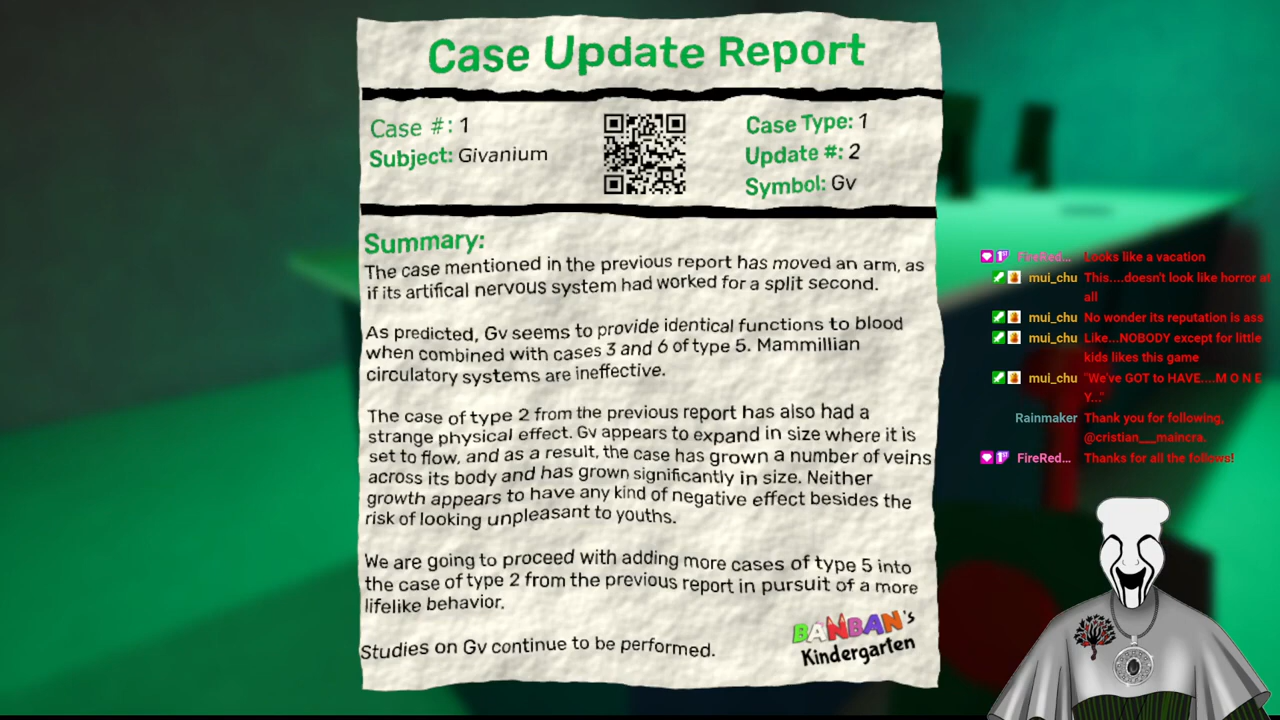 Case Update Report
Case #: 1
Subject: Givanium
Case Type: 1
Update #: 2
Symbol: Gv
Summary:
The case mentioned in the previous report has moved an arm, as
if its artifical nervous system had worked for a split second.
As predicted, Gv seems to provide identical functions to blood
when combined with cases 3 and 6 of type 5. Mammillian
circulatory systems are ineffective.
The case of type 2 from the previous report has also had a
strange physical effect. Gv appears to expand in size where it is
set to flow, and as a result, the case has grown a number of veins
across its body and has grown significantly in size. Neither
growth appears to have any kind of negative effect besides the
risk of looking unpleasant to youths.
We are going to proceed with adding more cases of type 5 into
the case of type 2 from the previous report in pursuit of a more
lifelike behavior.
Studies on Gv continue to be performed.
BANBAN's
Kindergarten
FireRed... Looks like a vacation
mui_chu This....doesn't look like horror at
all
mui_chu No wonder its reputation is ass
mui_chu Like...NOBODY except for little
kids likes this game
mui_chu "We've GOT to HAVE....M O N E
Y..."
Rainmaker Thank you for following,
@cristian___maincra.
FireRed... Thanks for all the follows!